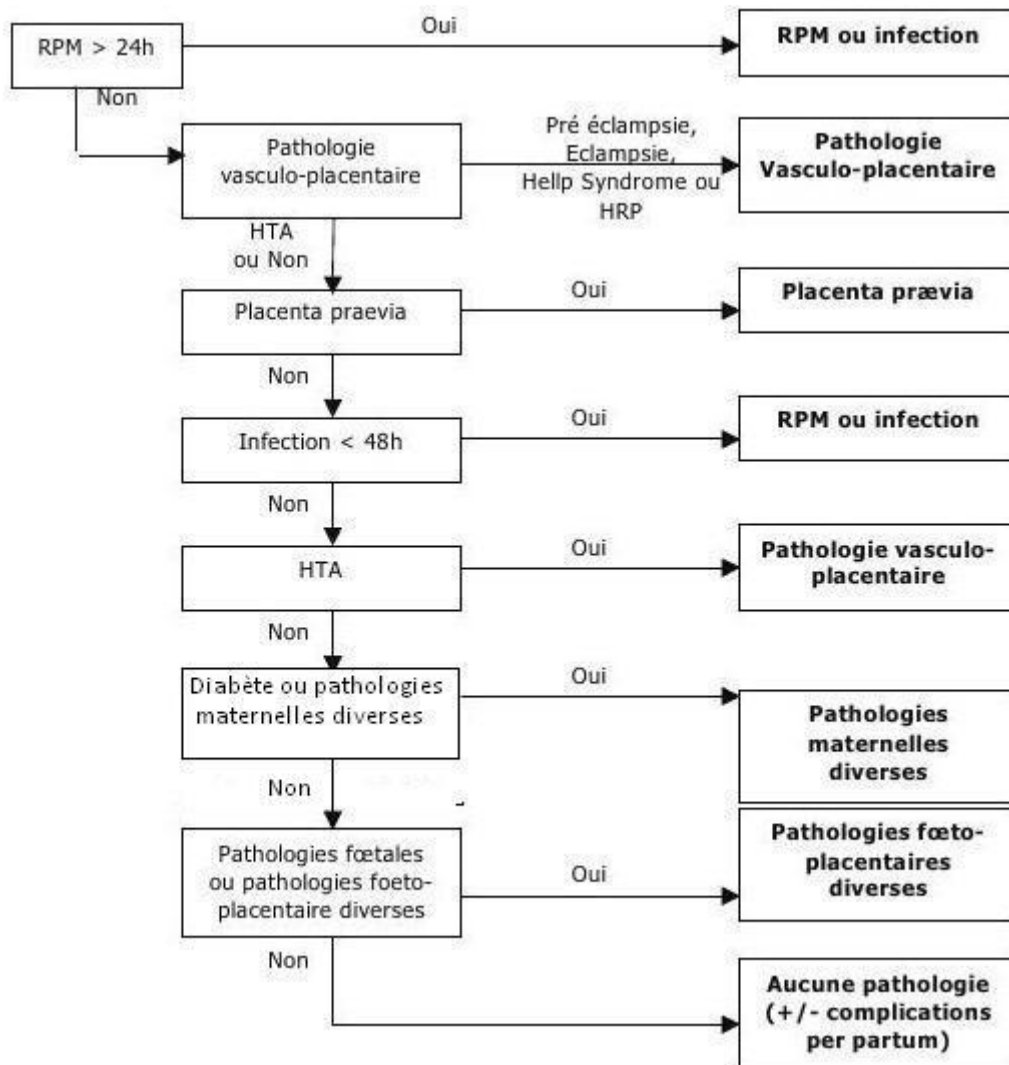 Oui
RPM > 24h
RPM ou infection
Non
Pathologie
vasculo-placentaire
Pré éclampsie,
Eclampsie,
Hellp Syndrome ou
HRP
Pathologie
Vasculo-placentaire
HTA
ou Non
Placenta praevia
Oui
Placenta prævia
Non
Infection < 48h
Oui
RPM ou infection
Non
HTA
Oui
Pathologie vasculo-
placentaire
Non
Diabète ou pathologies
maternelles diverses
Oui
Pathologies
maternelles
diverses
Non
Pathologies fœtales
ou pathologies foeto-
placentaire diverses
Oui
Pathologies fœto-
placentaires
diverses
Non
Aucune pathologie
(+/- complications
per partum)